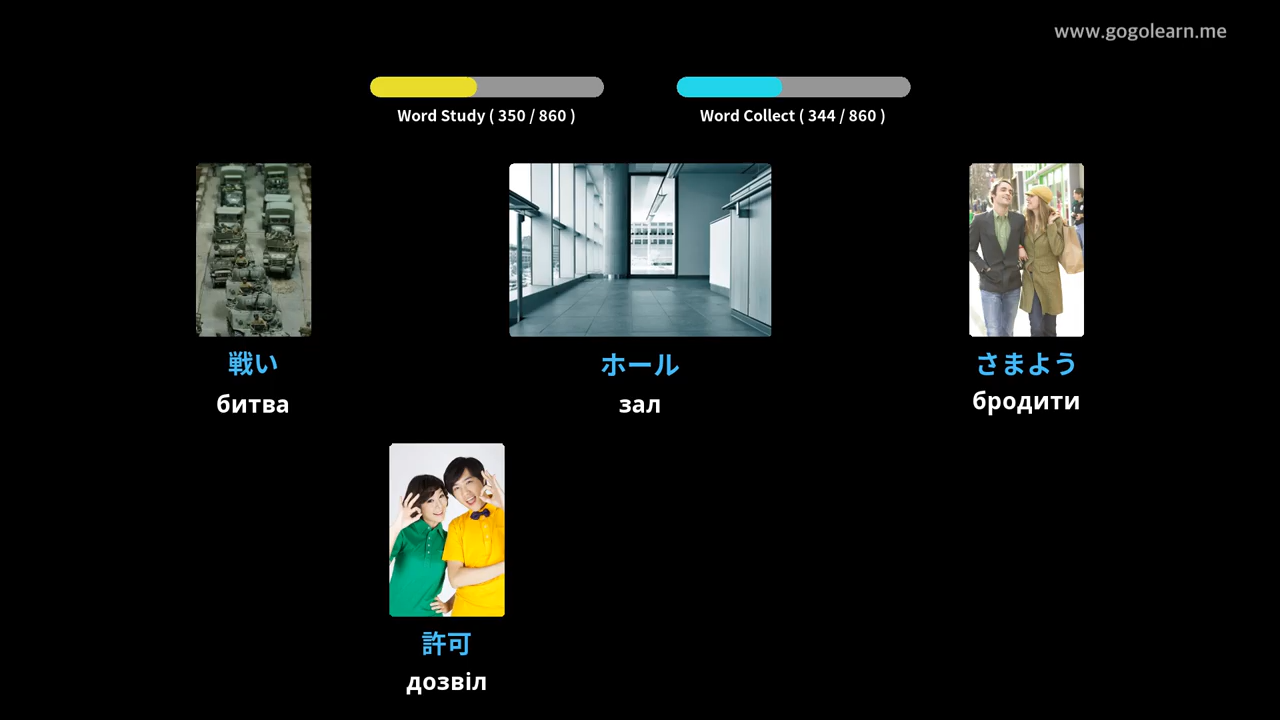 www.gogolearn.me
Word Study ( 350 / 860 )
Word Collect ( 344 / 860 )
戦い
битва
ホール
зал
さまよう
бродити
許可
дозвіл